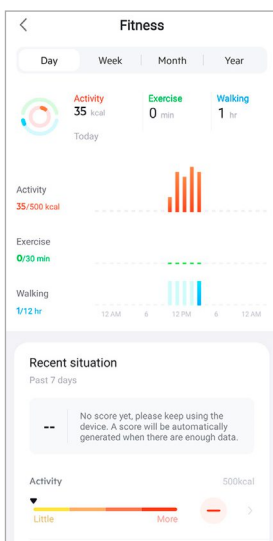 Fitness
Day Week Month Year
Activity Exercise Walking
35 kcal 0 min 1 hr
Today
Activity
35/500 kcal
Exercise
0/30 min
Walking
1/12 hr
12 AM 6 12 PM 6 12 AM
Recent situation
Past 7 days
-- No score yet, please keep using the
device. A score will be automatically
generated when there are enough data.
Activity 500kcal
Little More